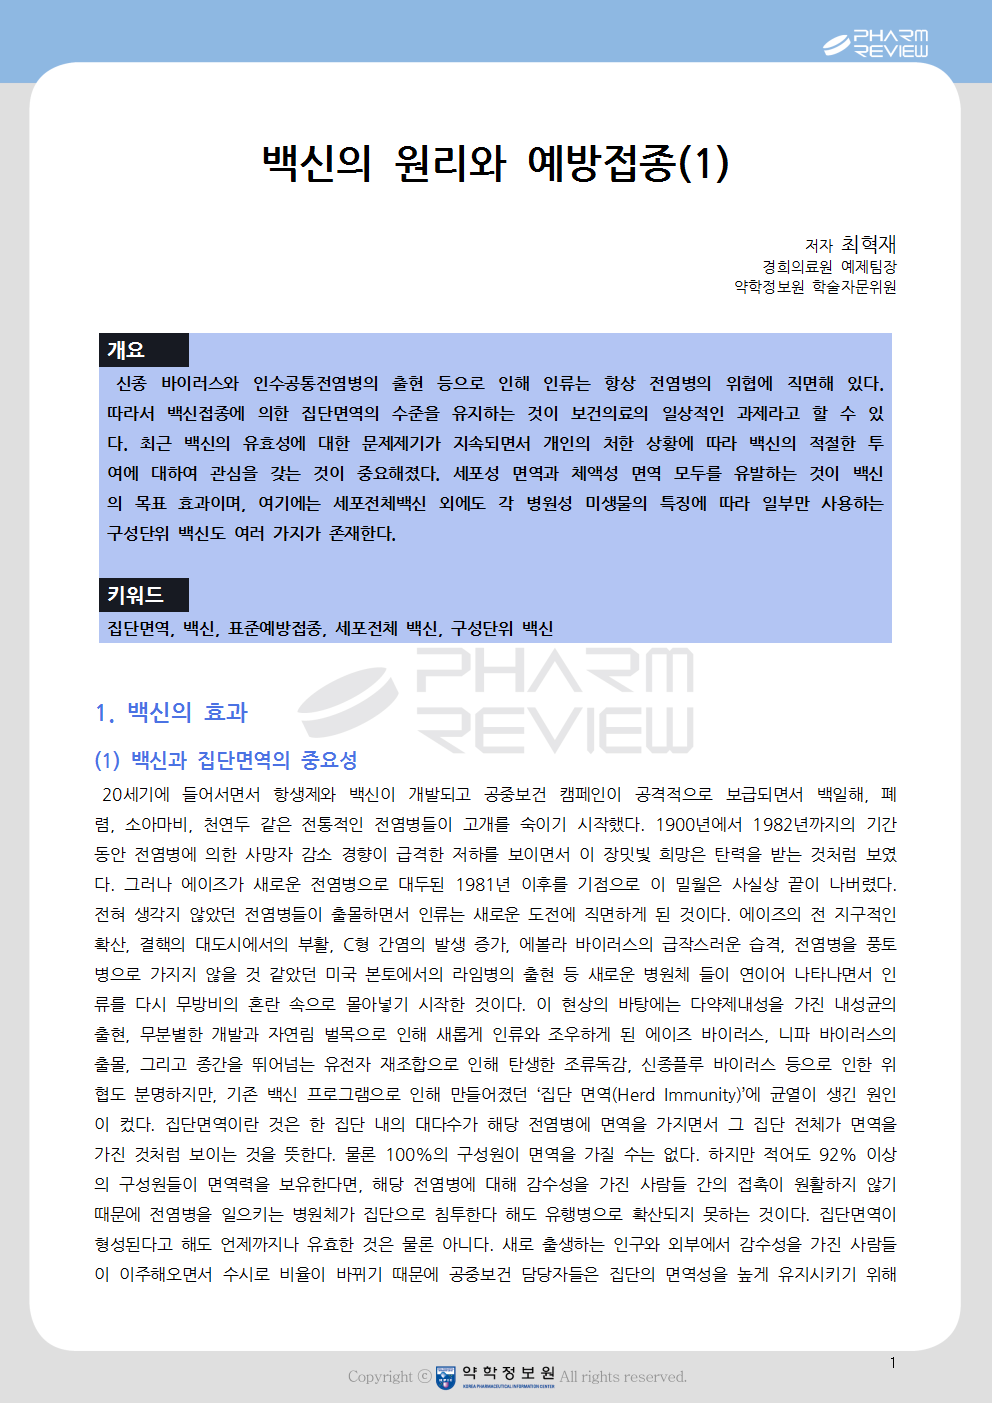 PHARM
REVIEW
백신의 원리와 예방접종(1)
저자 최혁재
경희의료원 예제팀장
약학정보원 학술자문위원
개요
신종 바이러스와 인수공통전염병의 출현 등으로 인해 인류는 항상 전염병의 위협에 직면해 있다.
따라서 백신접종에 의한 집단면역의 수준을 유지하는 것이 보건의료의 일상적인 과제라고 할 수 있
다. 최근 백신의 유효성에 대한 문제제기가 지속되면서 개인의 처한 상황에 따라 백신의 적절한 투
여에 대하여 관심을 갖는 것이 중요해졌다. 세포성 면역과 체액성 면역 모두를 유발하는 것이 백신
의 목표 효과이며, 여기에는 세포전체백신 외에도 각 병원성 미생물의 특징에 따라 일부만 사용하는
구성단위 백신도 여러 가지가 존재한다.
키워드
집단면역, 백신, 표준예방접종, 세포전체 백신, 구성단위 백신
PHARM
REVIEW
1. 백신의 효과
(1) 백신과 집단면역의 중요성
20세기에 들어서면서 항생제와 백신이 개발되고 공중보건 캠페인이 공격적으로 보급되면서 백일해, 폐
렴, 소아마비, 천연두 같은 전통적인 전염병들이 고개를 숙이기 시작했다. 1900년에서 1982년까지의 기간
동안 전염병에 의한 사망자 감소 경향이 급격한 저하를 보이면서 이 장밋빛 희망은 탄력을 받는 것처럼 보였
다. 그러나 에이즈가 새로운 전염병으로 대두된 1981년 이후를 기점으로 이 밀월은 사실상 끝이 나버렸다.
전혀 생각지 않았던 전염병들이 출몰하면서 인류는 새로운 도전에 직면하게 된 것이다. 에이즈의 전 지구적인
확산, 결핵의 대도시에서의 부활, C형 간염의 발생 증가, 에볼라 바이러스의 급작스러운 습격, 전염병을 풍토
병으로 가지지 않을 것 같았던 미국 본토에서의 라임병의 출현 등 새로운 병원체 들이 연이어 나타나면서 인
류를 다시 무방비의 혼란 속으로 몰아넣기 시작한 것이다. 이 현상의 바탕에는 다약제내성을 가진 내성균의
출현, 무분별한 개발과 자연림 벌목으로 인해 새롭게 인류와 조우하게 된 에이즈 바이러스, 니파 바이러스의
출몰, 그리고 종간을 뛰어넘는 유전자 재조합으로 인해 탄생한 조류독감, 신종플루 바이러스 등으로 인한 위
협도 분명하지만, 기존 백신 프로그램으로 인해 만들어졌던 ‘집단 면역(Herd Immunity)’에 균열이 생긴 원인
이 컸다. 집단면역이란 것은 한 집단 내의 대다수가 해당 전염병에 면역을 가지면서 그 집단 전체가 면역을
가진 것처럼 보이는 것을 뜻한다. 물론 100%의 구성원이 면역을 가질 수는 없다. 하지만 적어도 92% 이상
의 구성원들이 면역력을 보유한다면, 해당 전염병에 대해 감수성을 가진 사람들 간의 접촉이 원활하지 않기
때문에 전염병을 일으키는 병원체가 집단으로 침투한다 해도 유행병으로 확산되지 못하는 것이다. 집단면역이
형성된다고 해도 언제까지나 유효한 것은 물론 아니다. 새로 출생하는 인구와 외부에서 감수성을 가진 사람들
이 이주해오면서 수시로 비율이 바뀌기 때문에 공중보건 담당자들은 집단의 면역성을 높게 유지시키기 위해
1
Copyright ⓒ 약학정보원 All rights reserved.
KOREA PHARMACEUTICAL INFORMATION CENTER